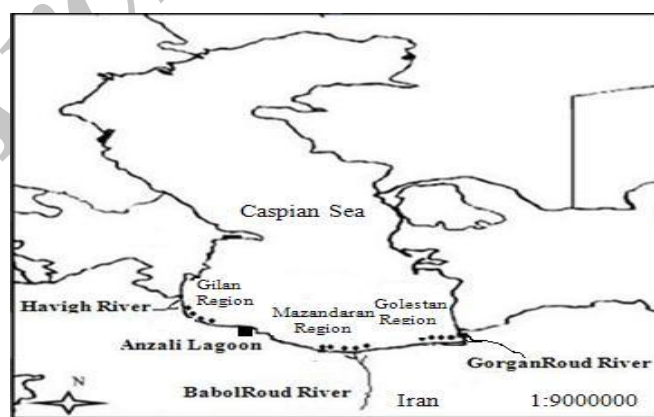 Caspian Sea
Gilan
Region
Havigh River
Mazandaran
Region
Golestan
Region
Anzali Lagoon
GorganRoud River
BabolRoud River
N
Iran
1:9000000